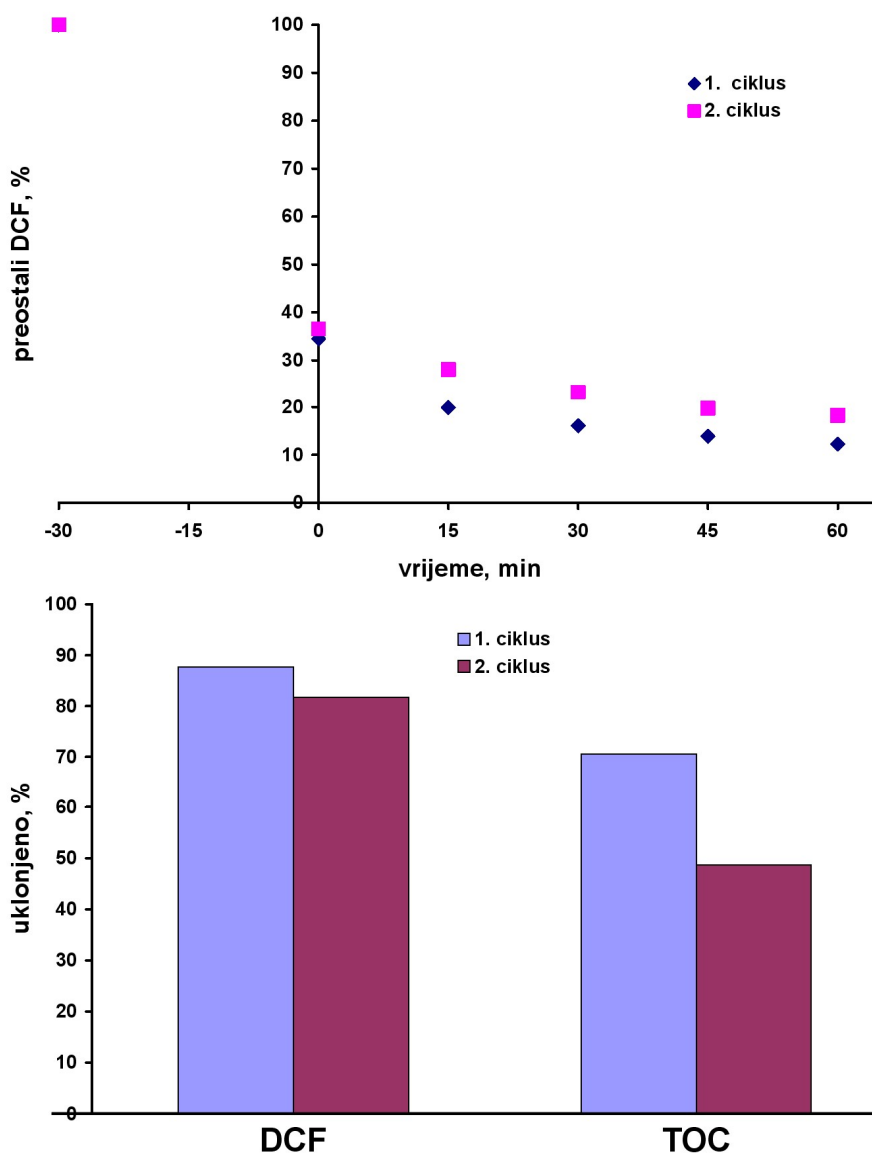 100
90
80
70
60
50
40
30
20
10
0
preostali DCF, %
1. ciklus
2. ciklus
-30 -15 0 15 30 45 60
vrijeme, min
100
90
80
70
60
50
40
30
20
10
0
uklonjeno, %
1. ciklus
2. ciklus
DCF TOC